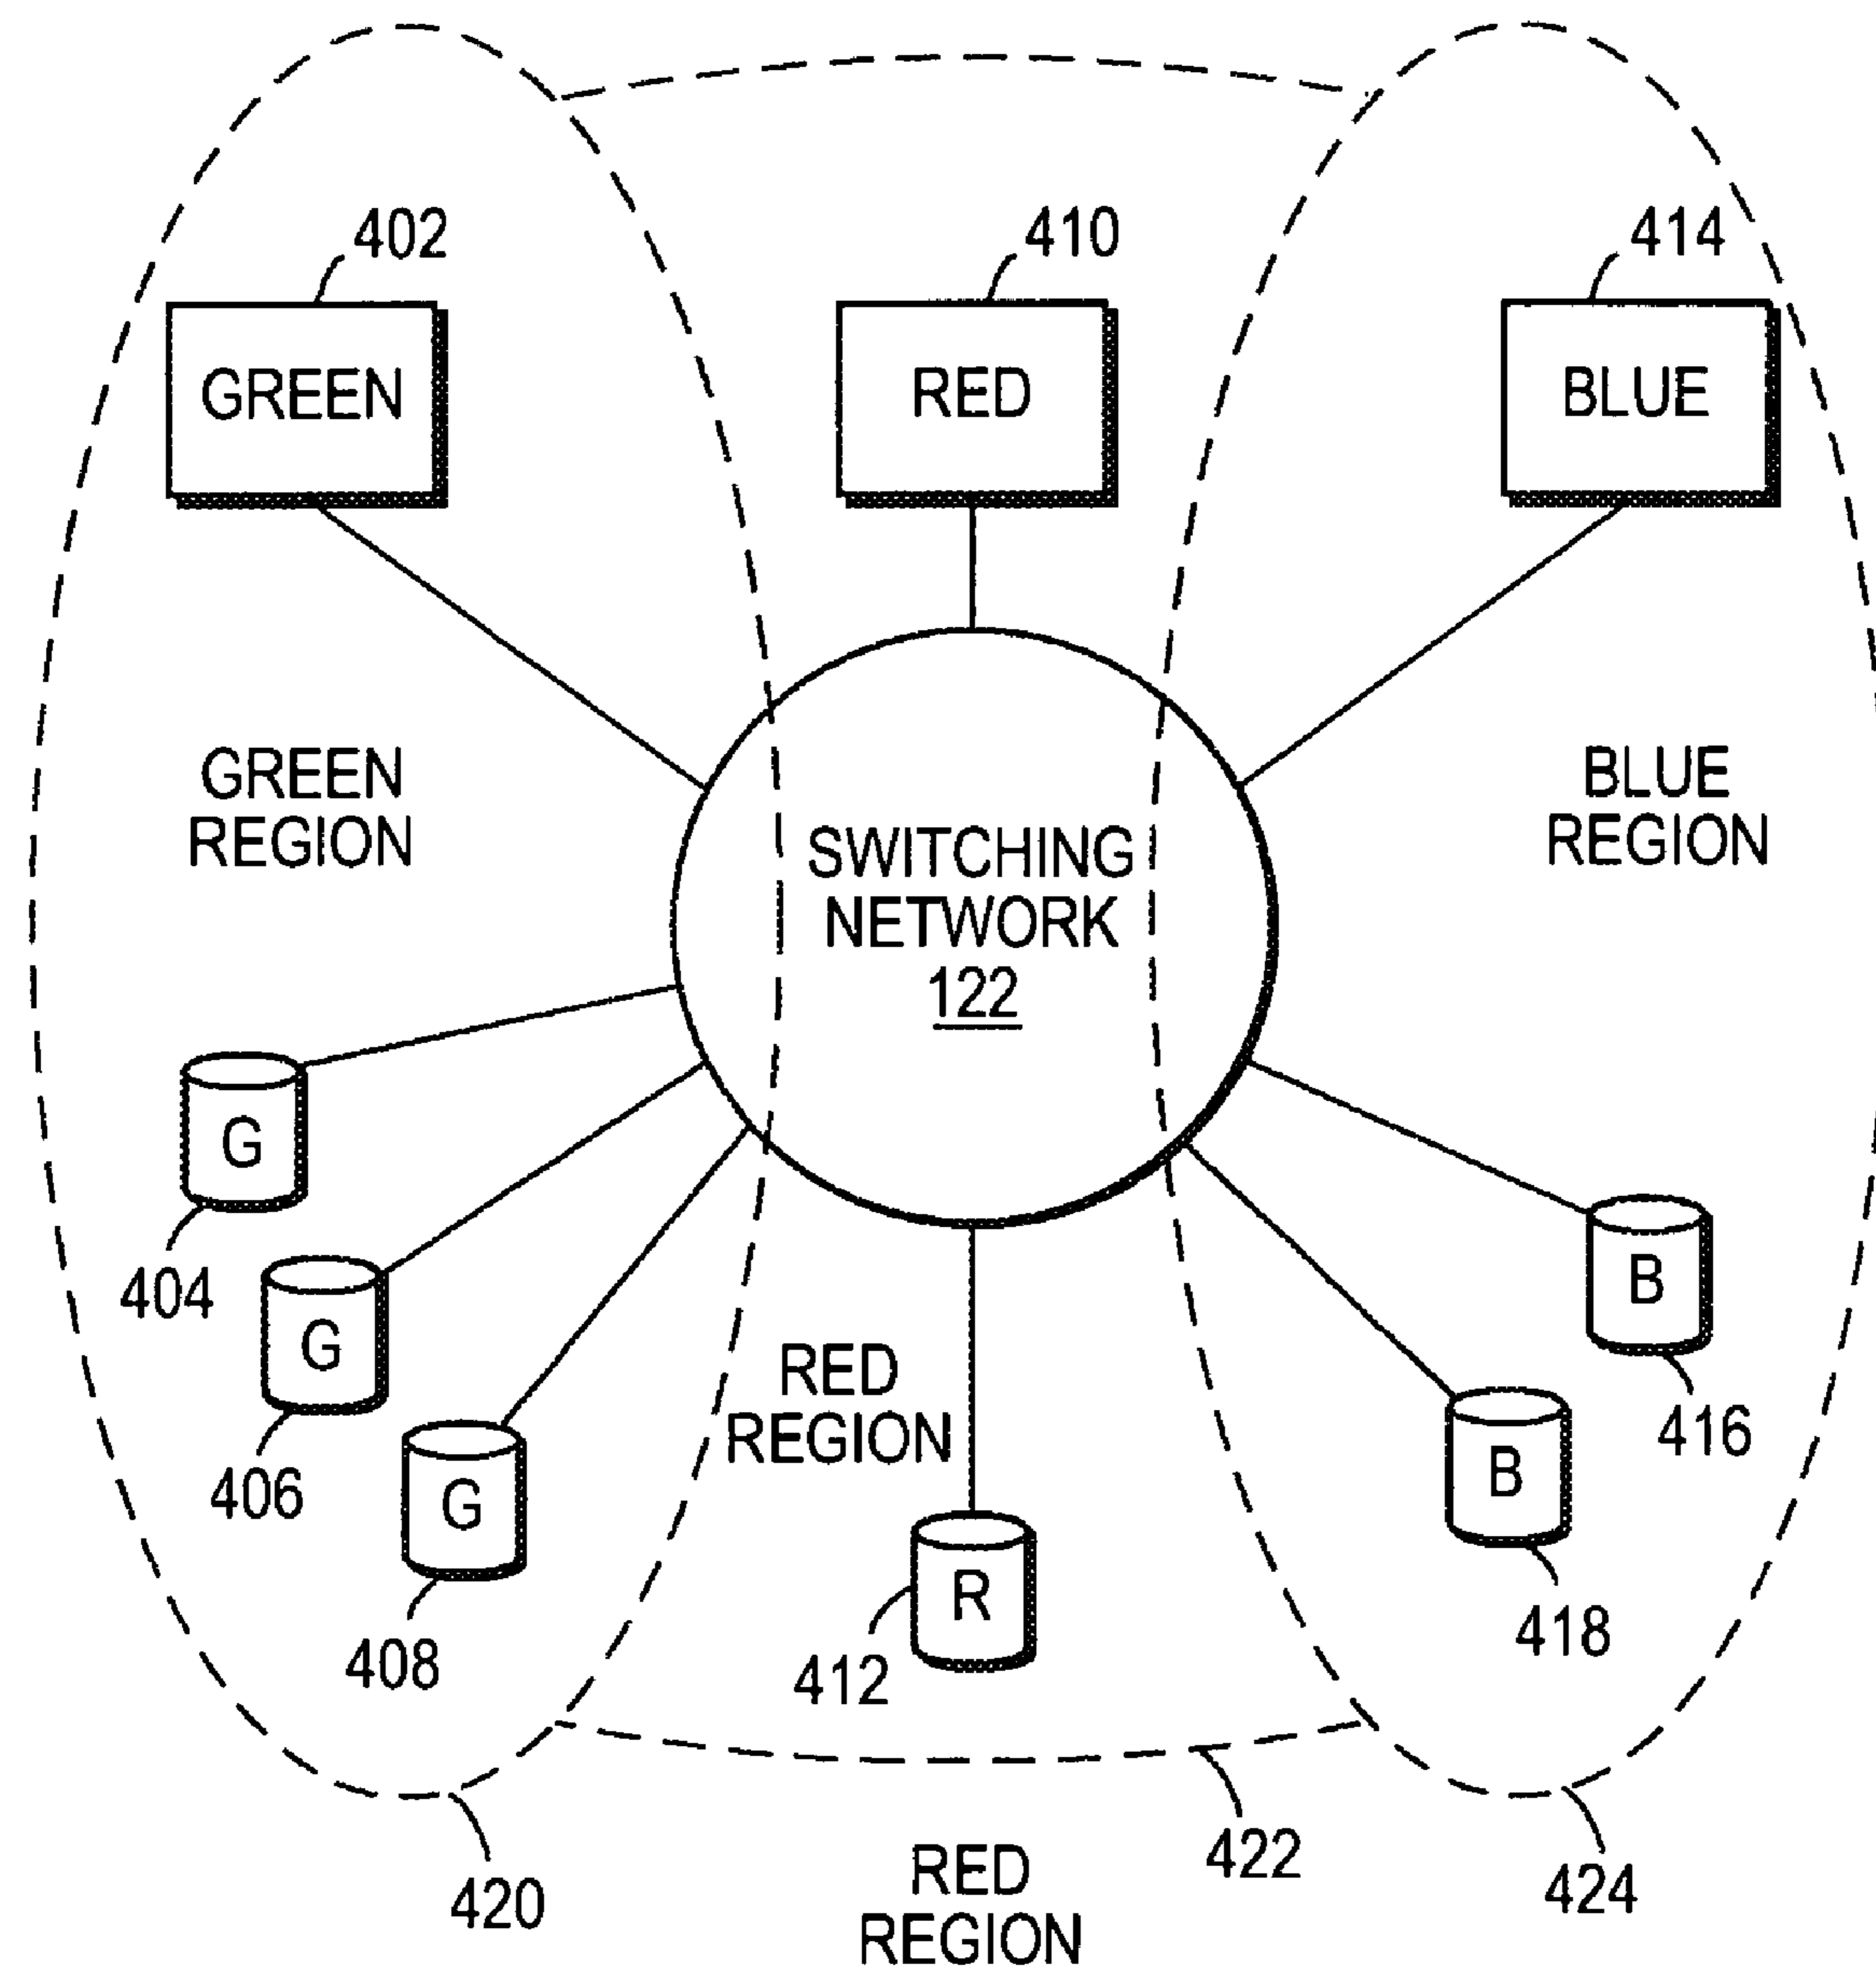 402
410
414
GREEN
RED
BLUE
GREEN
REGION
BLUE
REGION
SWITCHING
NETWORK
122
G
404
G
406
G
408
RED
REGION
R
412
B
416
B
418
420
422
424
RED
REGION